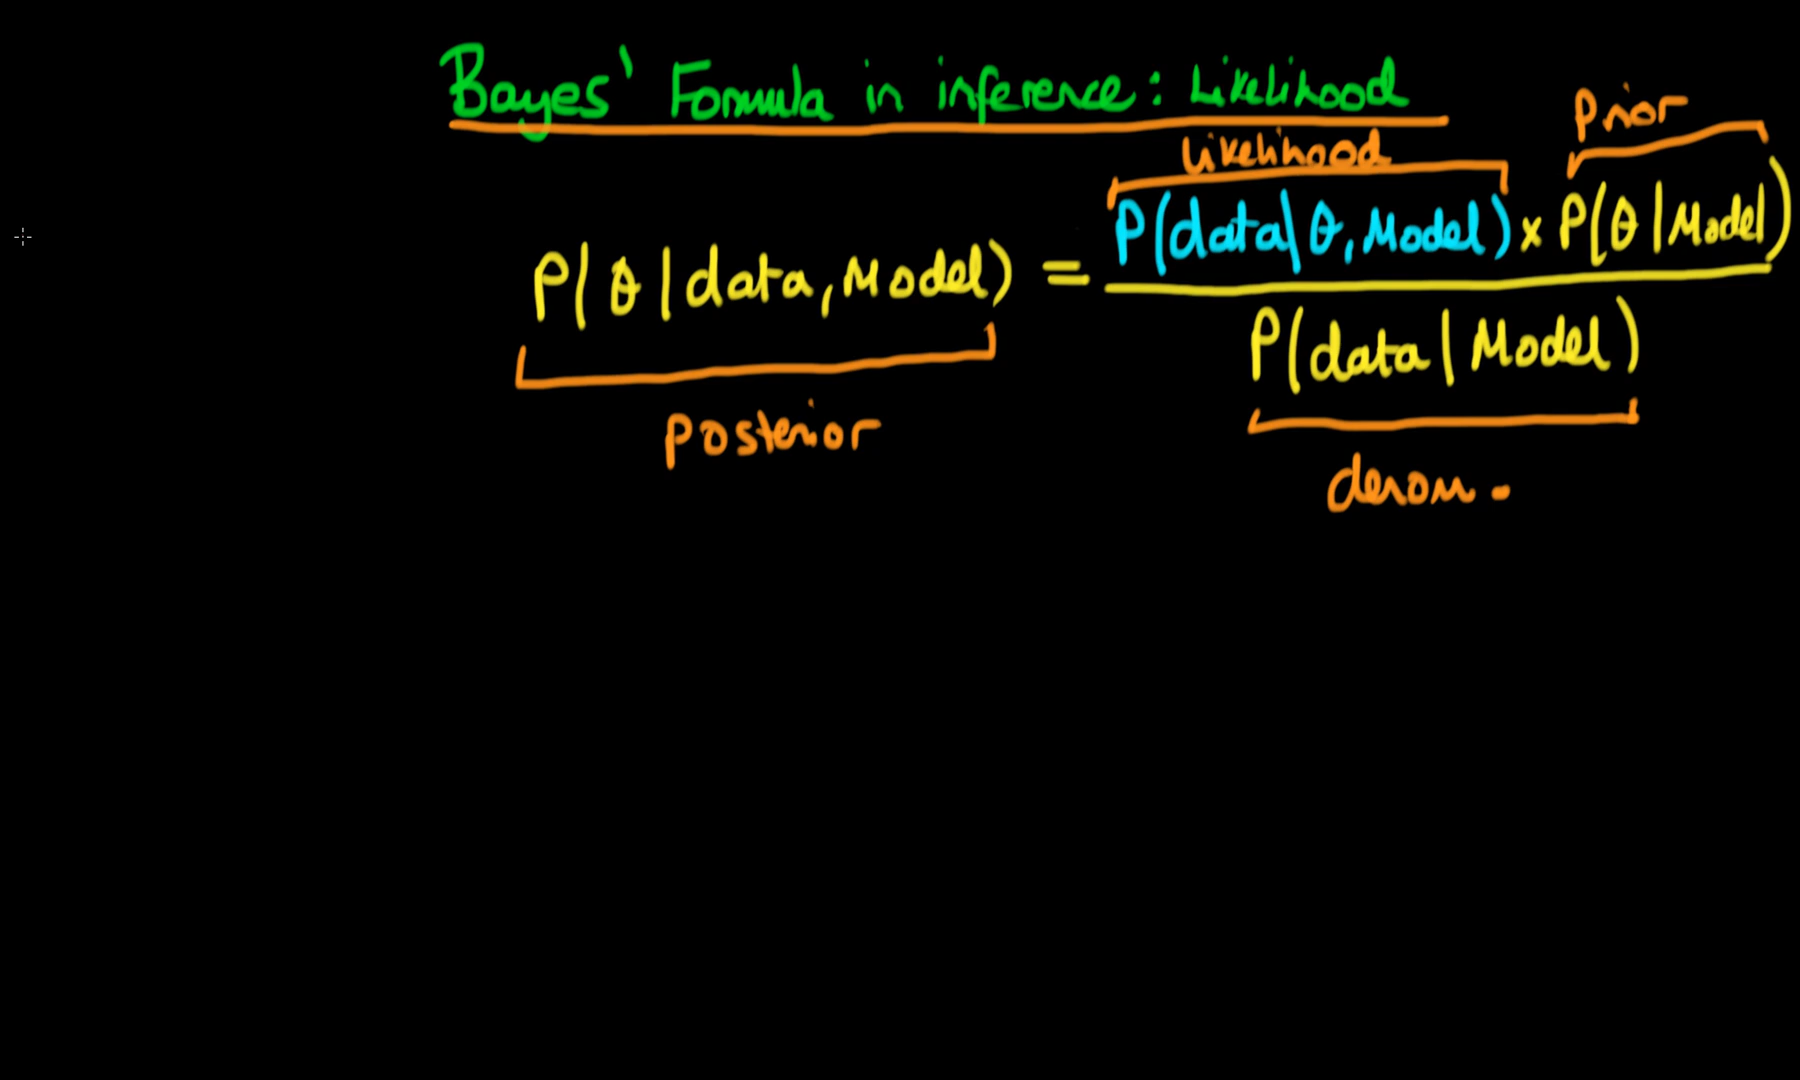 Bayes' Formula in inference: Likelihood
Likelihood Prior
P(θ|data, Model) = P(data|θ, Model) x P(θ|Model)
P(data|Model)
Posterior
denom.